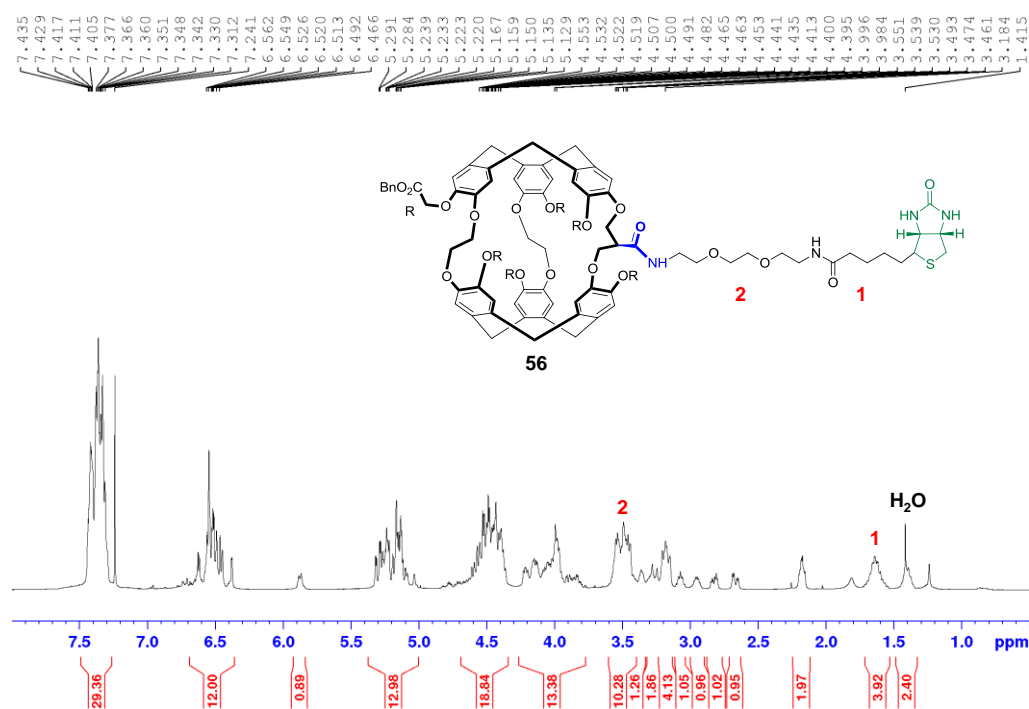 7.435
7.429
7.417
7.411
7.405
7.377
7.366
7.360
7.351
7.348
7.342
7.330
7.312
7.241
6.562
6.549
6.526
6.520
6.513
6.492
6.466
5.291
5.284
5.239
5.233
5.223
5.220
5.167
5.159
5.150
5.135
5.129
4.553
4.532
4.522
4.519
4.507
4.500
4.491
4.482
4.465
4.463
4.453
4.441
4.435
4.413
4.400
4.395
3.996
3.984
3.551
3.539
3.530
3.493
3.474
3.461
3.184
1.415
BnO₂C
R
O
O
OR
RO
O
O
O
NH
O
O
H
N
O
O
HN
NH
H
H
S
O
O
O
OR
OR
OR
2
1
56
2
1
H₂O
7.5 7.0 6.5 6.0 5.5 5.0 4.5 4.0 3.5 3.0 2.5 2.0 1.5 1.0 ppm
29.36
12.00
0.89
12.98
18.84
13.38
10.28
1.26
1.86
4.13
1.05
0.96
1.02
0.95
1.97
3.92
2.40